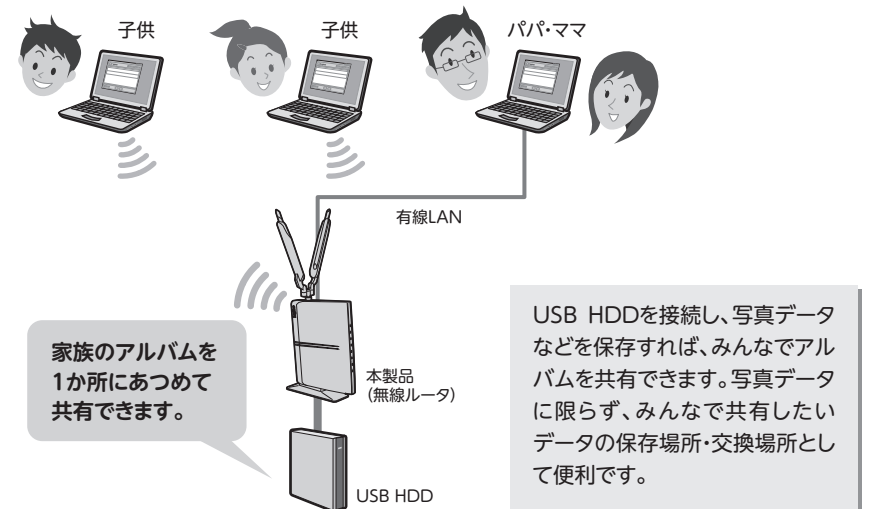 子供
子供
パパ・ママ
有線LAN
家族のアルバムを
1か所にあつめて
共有できます。
本製品
（無線ルータ）
USB HDD
USB HDDを接続し、写真データ
などを保存すれば、みんなでアル
バムを共有できます。写真データ
に限らず、みんなで共有したい
データの保存場所・交換場所とし
て便利です。